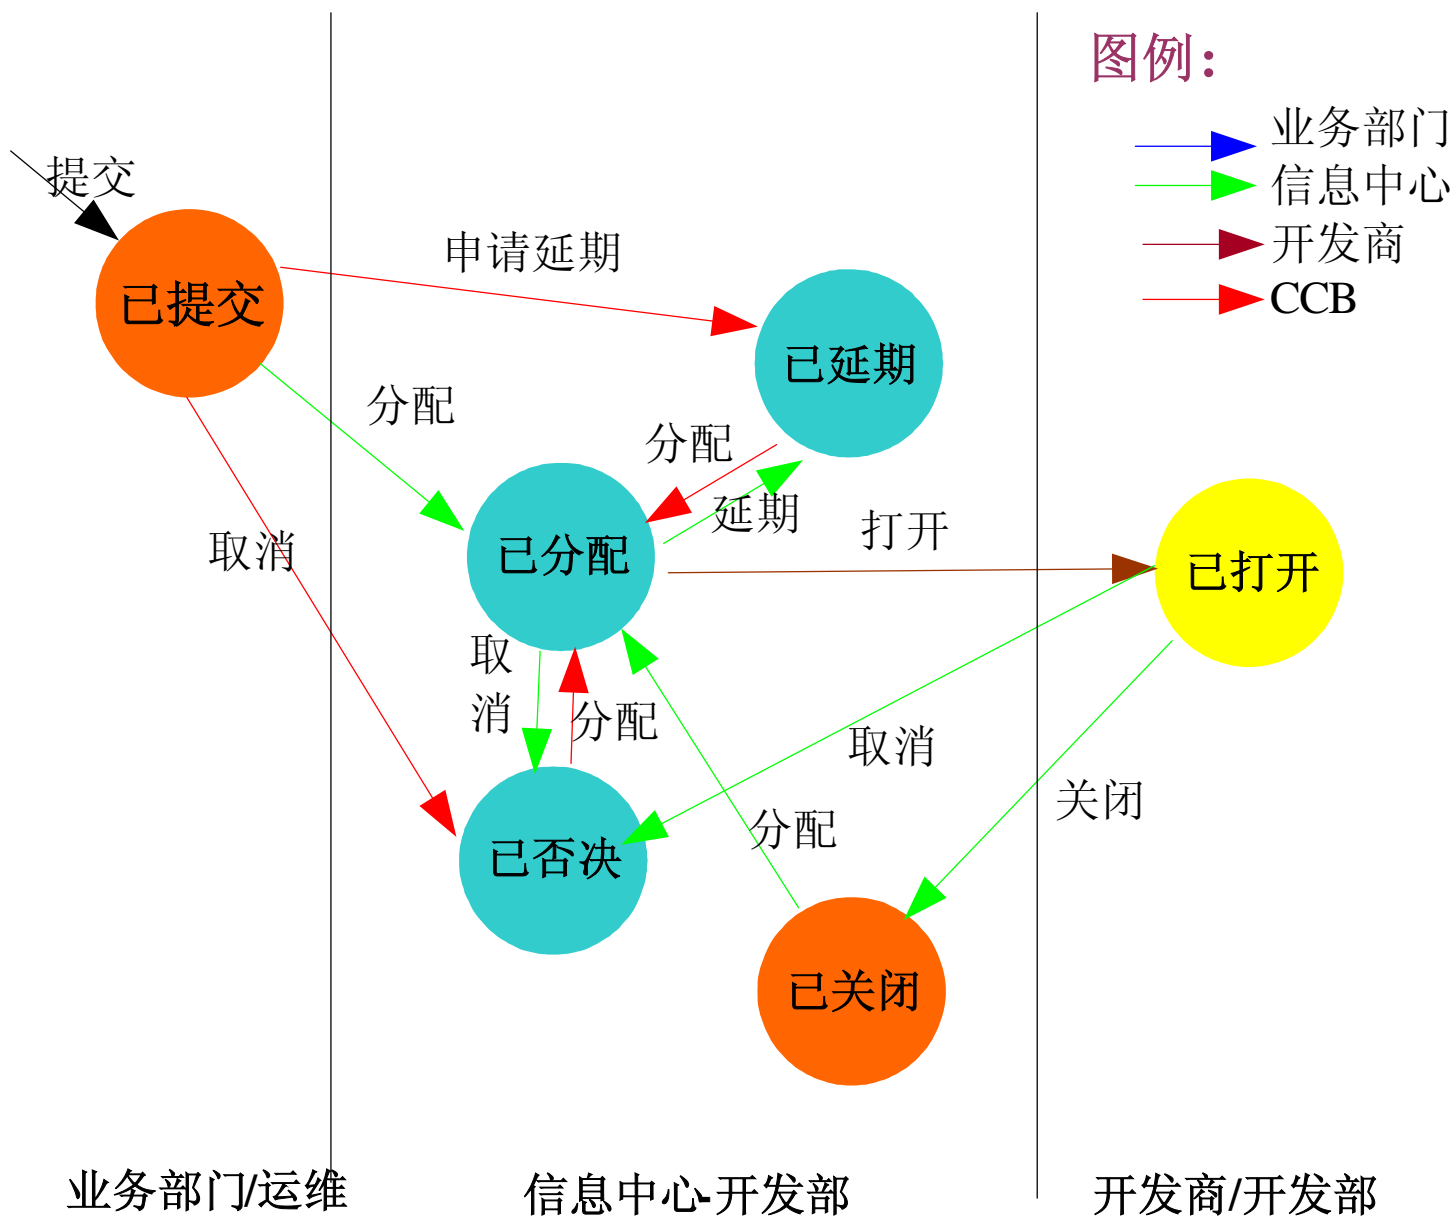 图例：
业务部门
信息中心
开发商
CCB
提交
已提交
申请延期
已延期
分配
分配
延期
已分配
打开
已打开
取消
取
消
分配
取消
关闭
分配
已否决
已关闭
业务部门/运维
信息中心-开发部
开发商/开发部